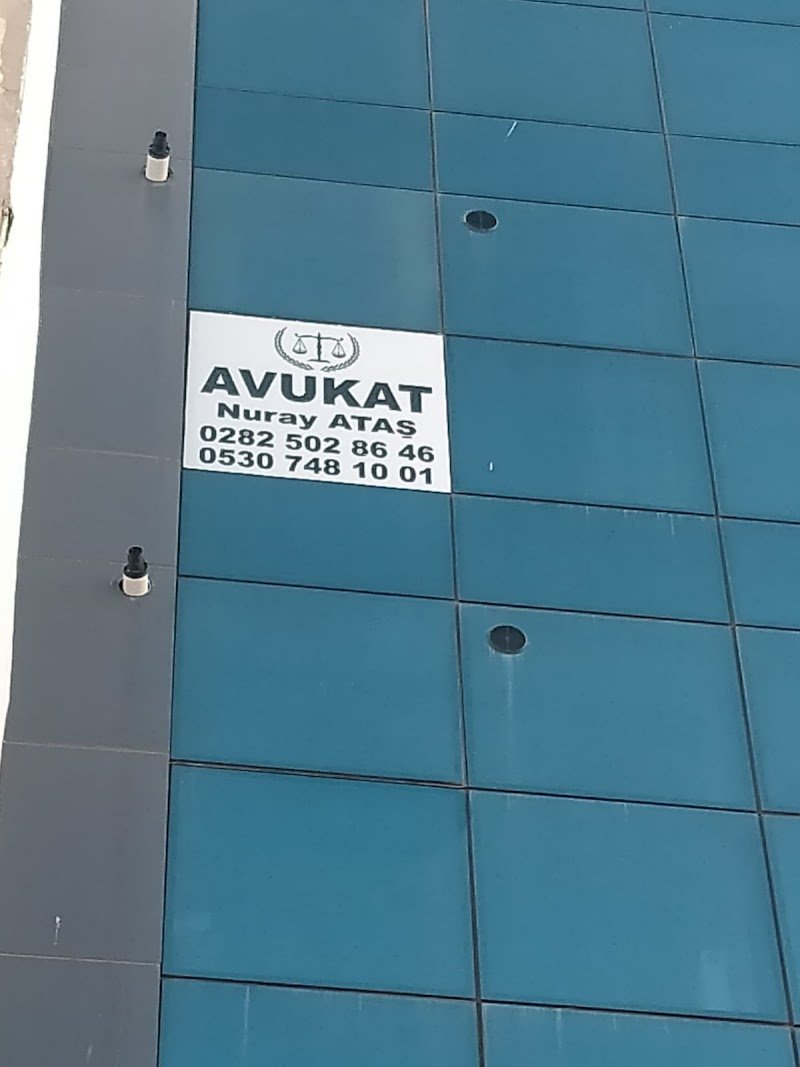 AVUKAT
Nuray ATAŞ
0282 502 86 46
0530 748 10 01